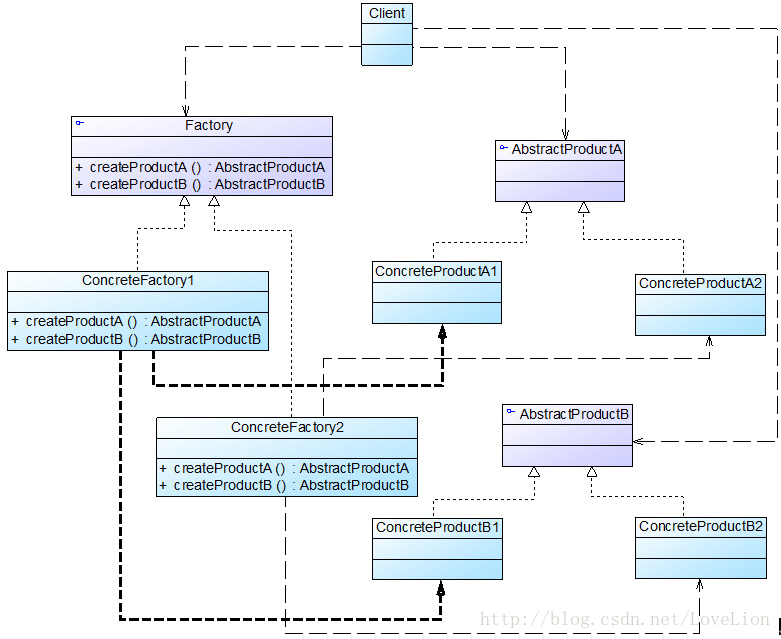 Client
Factory
+ createProductA () : AbstractProductA
+ createProductB () : AbstractProductB
AbstractProductA
ConcreteFactory1
+ createProductA () : AbstractProductA
+ createProductB () : AbstractProductB
ConcreteProductA1
ConcreteProductA2
ConcreteFactory2
+ createProductA () : AbstractProductA
+ createProductB () : AbstractProductB
AbstractProductB
ConcreteProductB1
ConcreteProductB2
http://blog.csdn.net/LoveLion